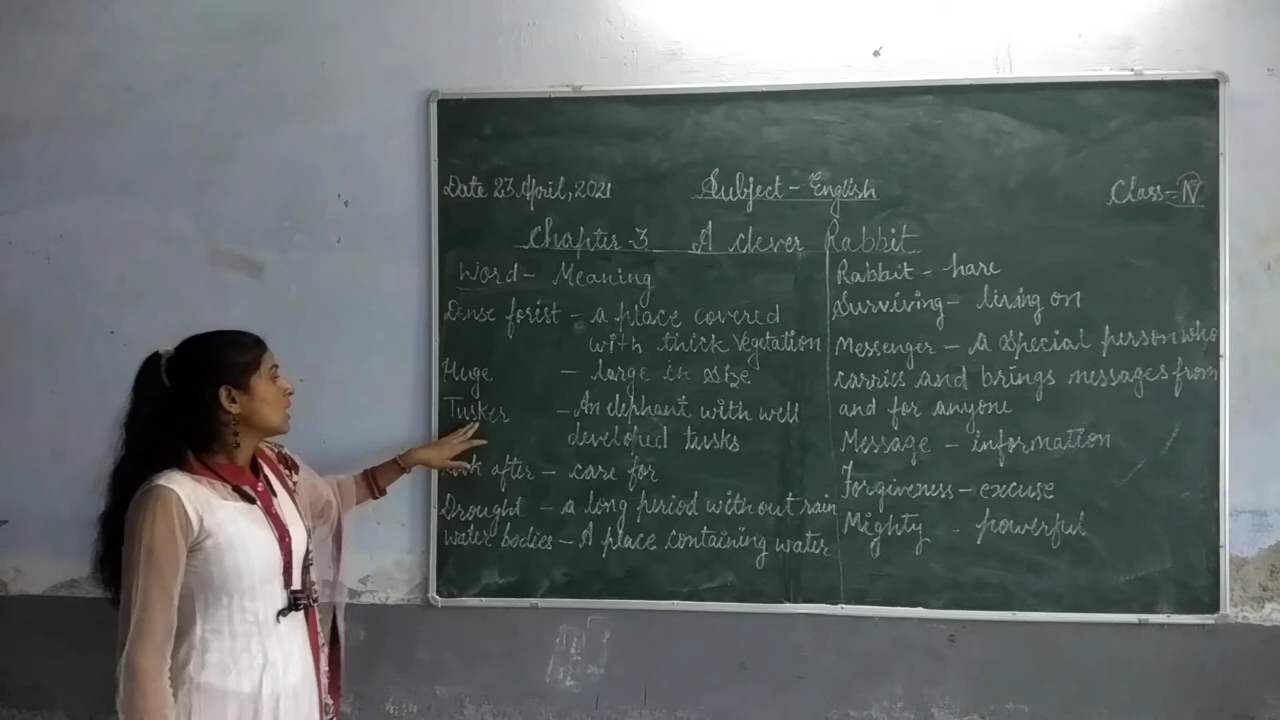 Date 23 April, 2021 Subject - English Class - IV
Chapter-3 A clever Rabbit
Word - Meaning
Dense forest - a place covered
with thick vegetation
Huge - large in size
Tusker - An elephant with well
developed tusks
Look after - care for
Drought - a long period without rain
water bodies - A place containing water
Rabbit - hare
Surviving - living on
Messenger - a special person who
carries and brings messages from
and for anyone
Message - information
Forgiveness - excuse
Mighty - powerful